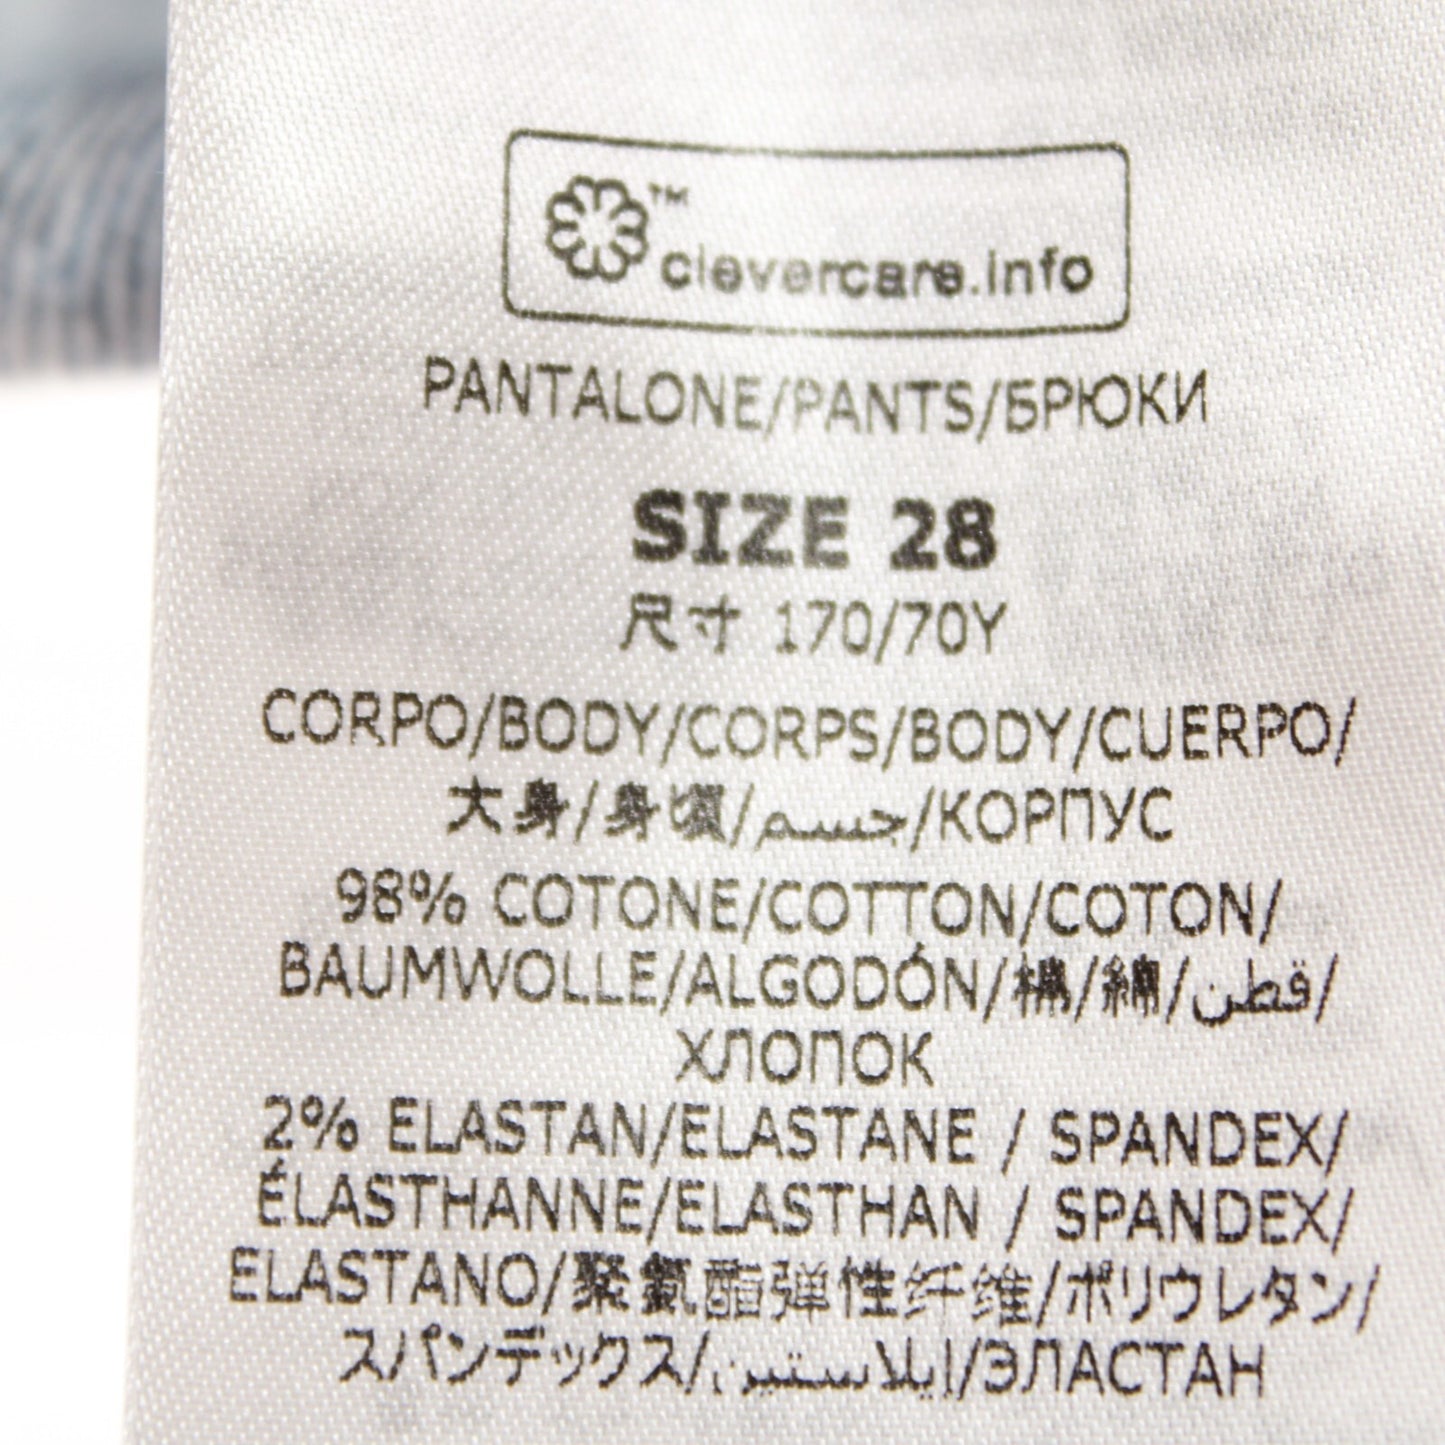 ™
clevercare.info
PANTALONE/PANTS/БРЮКИ
SIZE 28
尺寸 170/70Y
CORPO/BODY/CORPS/BODY/CUERPO/
大身/身頃/جسم/КОРПУС
98% COTONE/COTTON/COTON/
BAUMWOLLE/ALGODÓN/棉/綿/قطن/
ХЛОПОК
2% ELASTAN/ELASTANE / SPANDEX/
ÉLASTHANNE/ELASTHAN / SPANDEX/
ELASTANO/聚氨酯弹性纤维/ポリウレタン/
スパンデックス/إيلاستين/ЭЛАСТАН